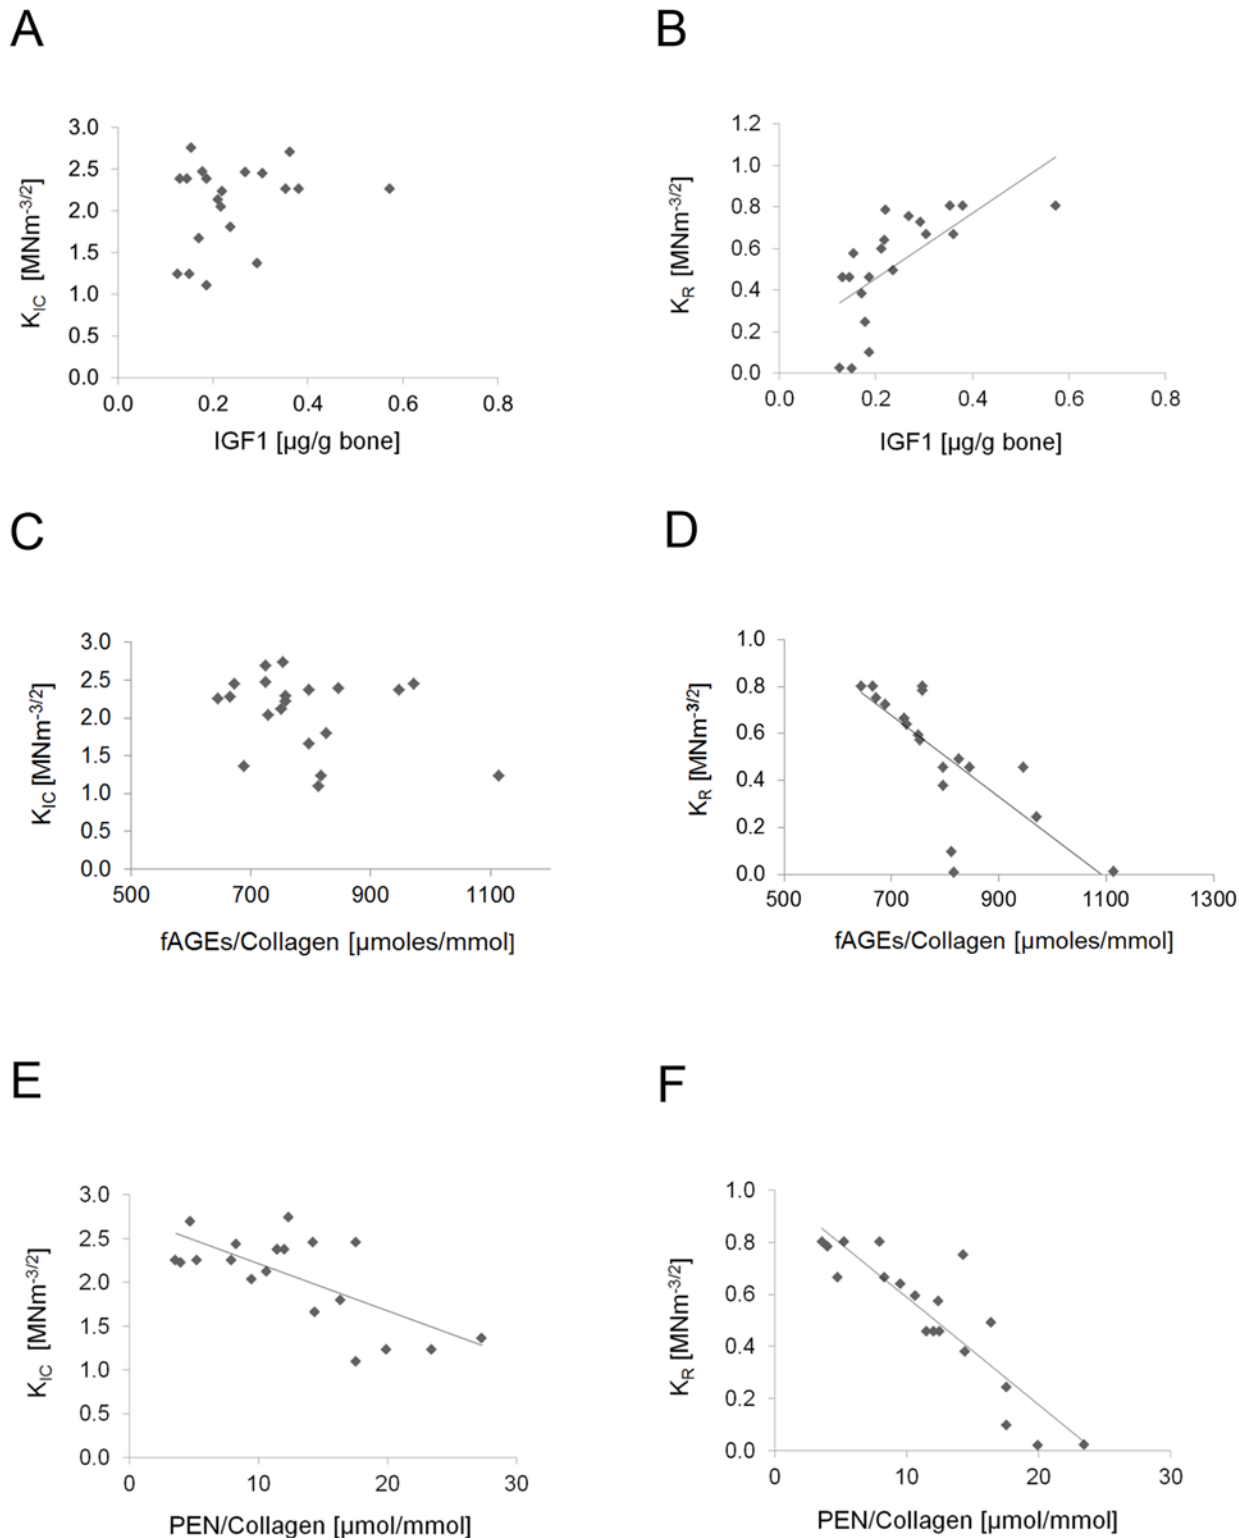 A
B
3.0
2.5
2.0
1.5
1.0
0.5
0.0
K_IC [MNm^-3/2]
0.0 0.2 0.4 0.6 0.8
IGF1 [µg/g bone]
1.2
1.0
0.8
0.6
0.4
0.2
0.0
K_R [MNm^-3/2]
0.0 0.2 0.4 0.6 0.8
IGF1 [µg/g bone]
C
D
3.0
2.5
2.0
1.5
1.0
0.5
0.0
K_IC [MNm^-3/2]
500 700 900 1100
fAGEs/Collagen [µmoles/mmol]
1.0
0.8
0.6
0.4
0.2
0.0
K_R [MNm^-3/2]
500 700 900 1100 1300
fAGEs/Collagen [µmoles/mmol]
E
F
3.0
2.5
2.0
1.5
1.0
0.5
0.0
K_IC [MNm^-3/2]
0 10 20 30
PEN/Collagen [µmol/mmol]
1.0
0.8
0.6
0.4
0.2
0.0
K_R [MNm^-3/2]
0 10 20 30
PEN/Collagen [µmol/mmol]